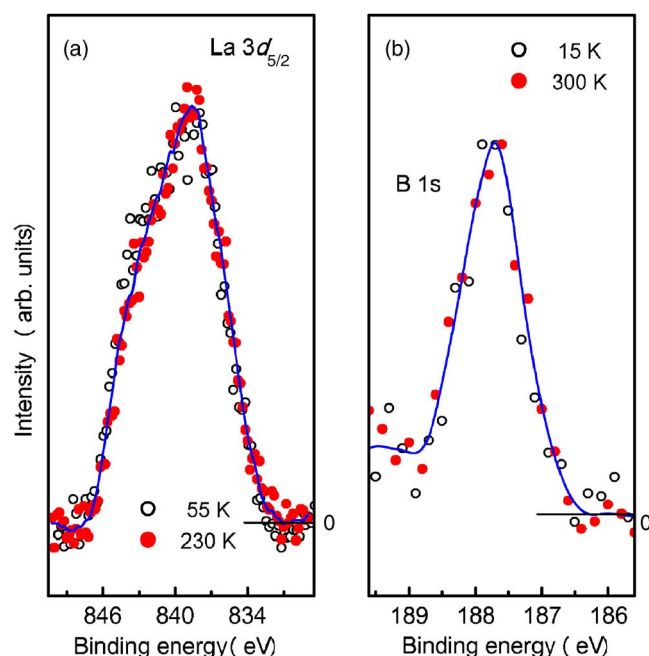 (a)
La 3d5/2
Intensity ( arb. units)
55 K
230 K
0
846
840
834
Binding energy( eV)
(b)
15 K
300 K
B 1s
0
189
188
187
186
Binding energy ( eV)